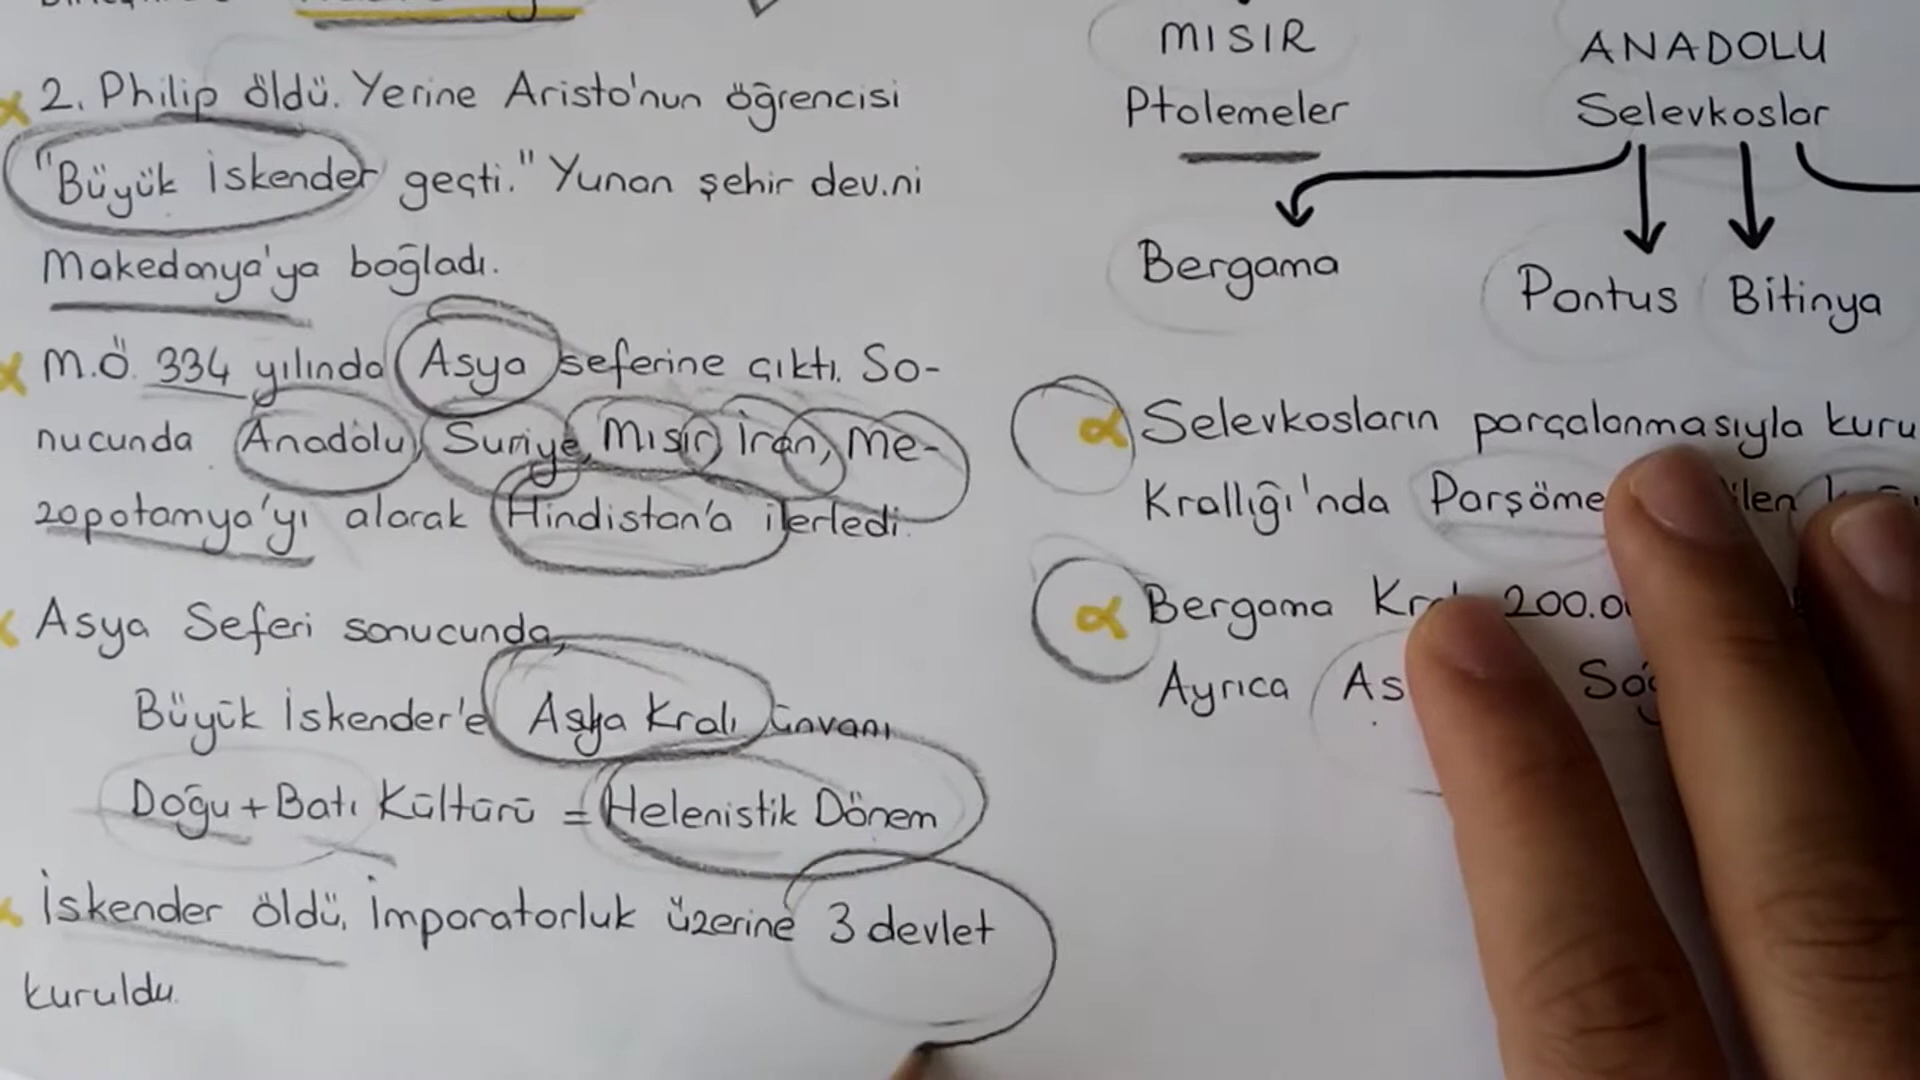 2. Philip öldü. Yerine Aristo'nun öğrencisi
"Büyük İskender geçti." Yunan şehir dev.ni
Makedonya'ya bağladı.
M.Ö. 334 yılında Asya seferine çıktı. So-
nucunda Anadolu, Suriye, Mısır, İran, Me-
zopotamya'yı alarak Hindistan'a ilerledi.
Asya Seferi sonucunda,
Büyük İskender'e Asya Kralı ünvanı
Doğu + Batı Kültürü = Helenistik Dönem
İskender öldü, İmparatorluk üzerine 3 devlet
kuruldu.
MISIR
Ptolemeler
ANADOLU
Selevkoslar
Bergama
Pontus
Bitinya
Selevkosların parçalanmasıyla kuru
Krallığı'nda Parşöme
Bergama 200.0
Ayrıca As